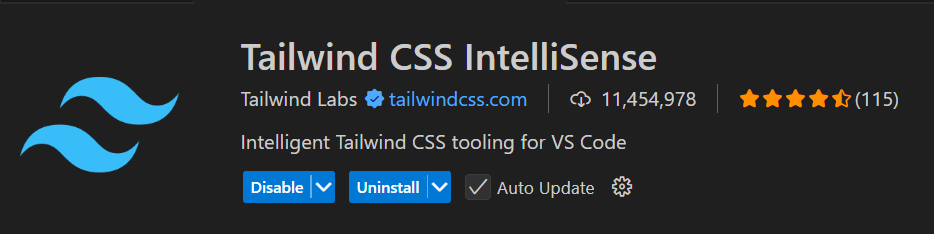 Tailwind CSS IntelliSense
Tailwind Labs tailwindcss.com 11,454,978 (115)
Intelligent Tailwind CSS tooling for VS Code
Disable Uninstall Auto Update